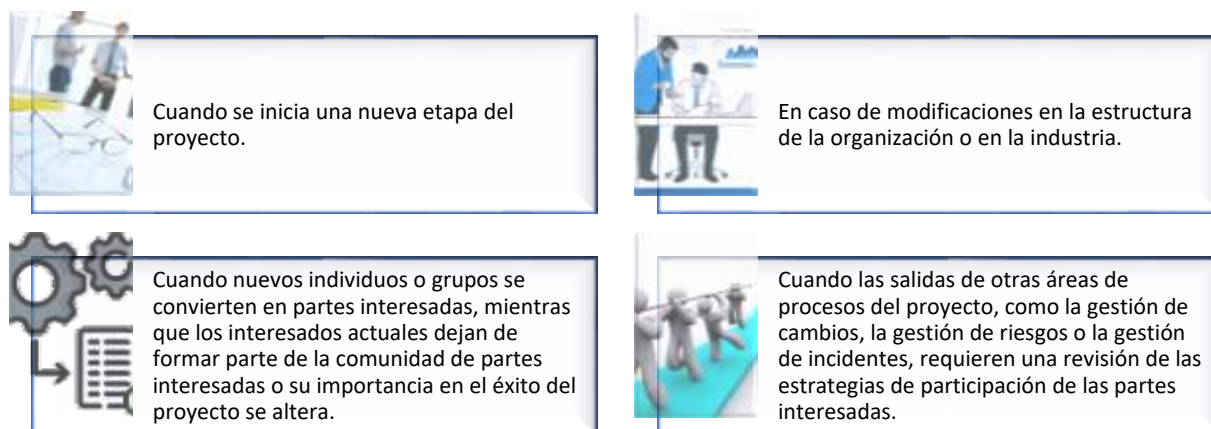 Cuando se inicia una nueva etapa del
proyecto.
En caso de modificaciones en la estructura
de la organización o en la industria.
Cuando nuevos individuos o grupos se
convierten en partes interesadas, mientras
que los interesados actuales dejan de
formar parte de la comunidad de partes
interesadas o su importancia en el éxito del
proyecto se altera.
Cuando las salidas de otras áreas de
procesos del proyecto, como la gestión de
cambios, la gestión de riesgos o la gestión
de incidentes, requieren una revisión de las
estrategias de participación de las partes
interesadas.